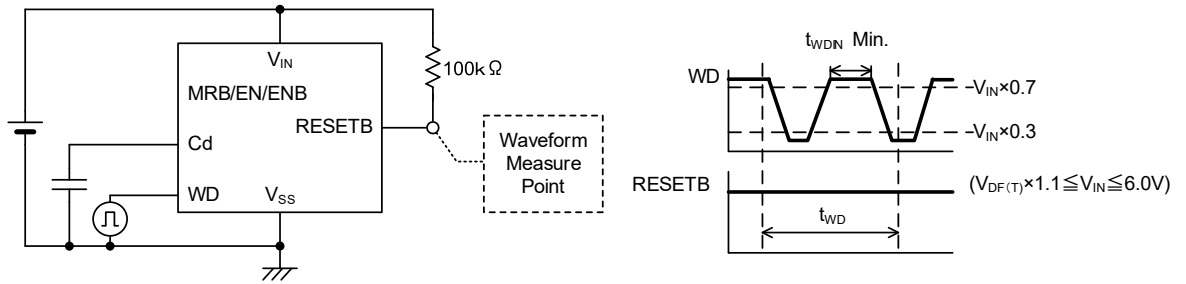 V_IN
MRB/EN/ENB
RESETB
Cd
WD
V_SS
100kΩ
Waveform
Measure
Point
t_WDIN Min.
WD
V_IN×0.7
V_IN×0.3
RESETB
(V_DF(T)×1.1≦V_IN≦6.0V)
t_WD